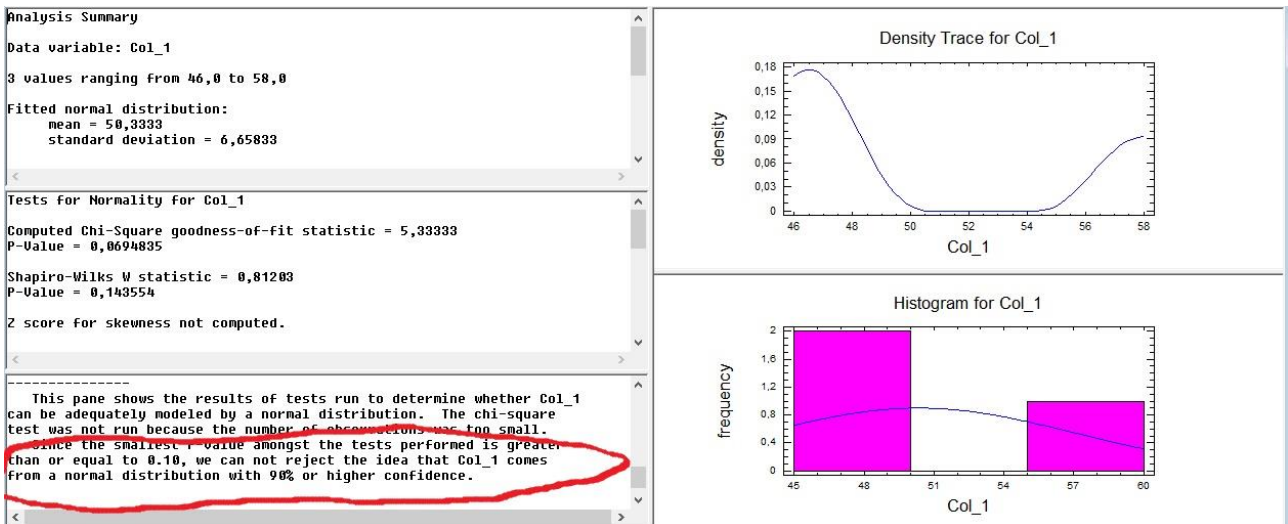 Analysis Summary
Data variable: Col_1
3 values ranging from 46,0 to 58,0
Fitted normal distribution:
mean = 50,3333
standard deviation = 6,65833
Tests for Normality for Col_1
Computed Chi-Square goodness-of-fit statistic = 5,33333
P-Value = 0,0694835
Shapiro-Wilks W statistic = 0,81203
P-Value = 0,143554
Z score for skewness not computed.
---------------
This pane shows the results of tests run to determine whether Col_1
can be adequately modeled by a normal distribution. The chi-square
test was not run because the number of observations was too small.
Since the smallest P-value amongst the tests performed is greater
than or equal to 0.10, we can not reject the idea that Col_1 comes
from a normal distribution with 90% or higher confidence.
Density Trace for Col_1
density
0,18
0,15
0,12
0,09
0,06
0,03
0
46 48 50 52 54 56 58
Col_1
Histogram for Col_1
frequency
2
1,6
1,2
0,8
0,4
0
45 48 51 54 57 60
Col_1